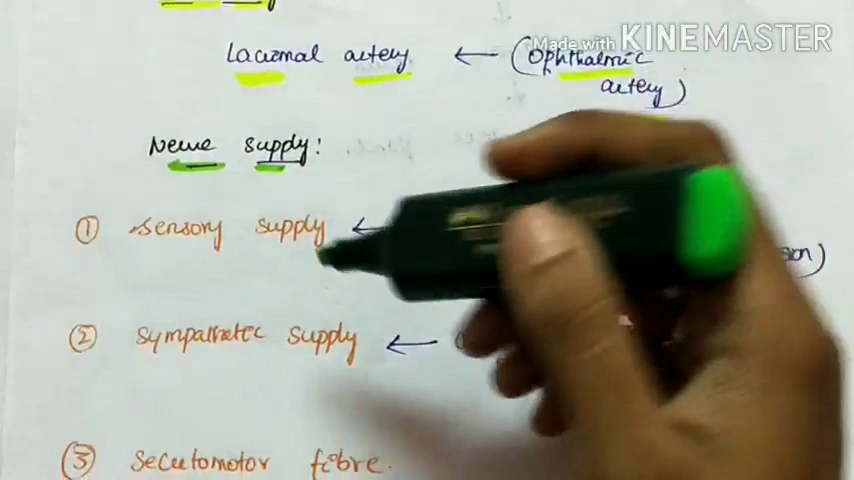 Made with KINEMASTER
Lacrimal artery ← (Ophthalmic
artery)
Nerve supply:
① Sensory supply ←
② Sympathetic supply ←
③ Secretomotor fibre.